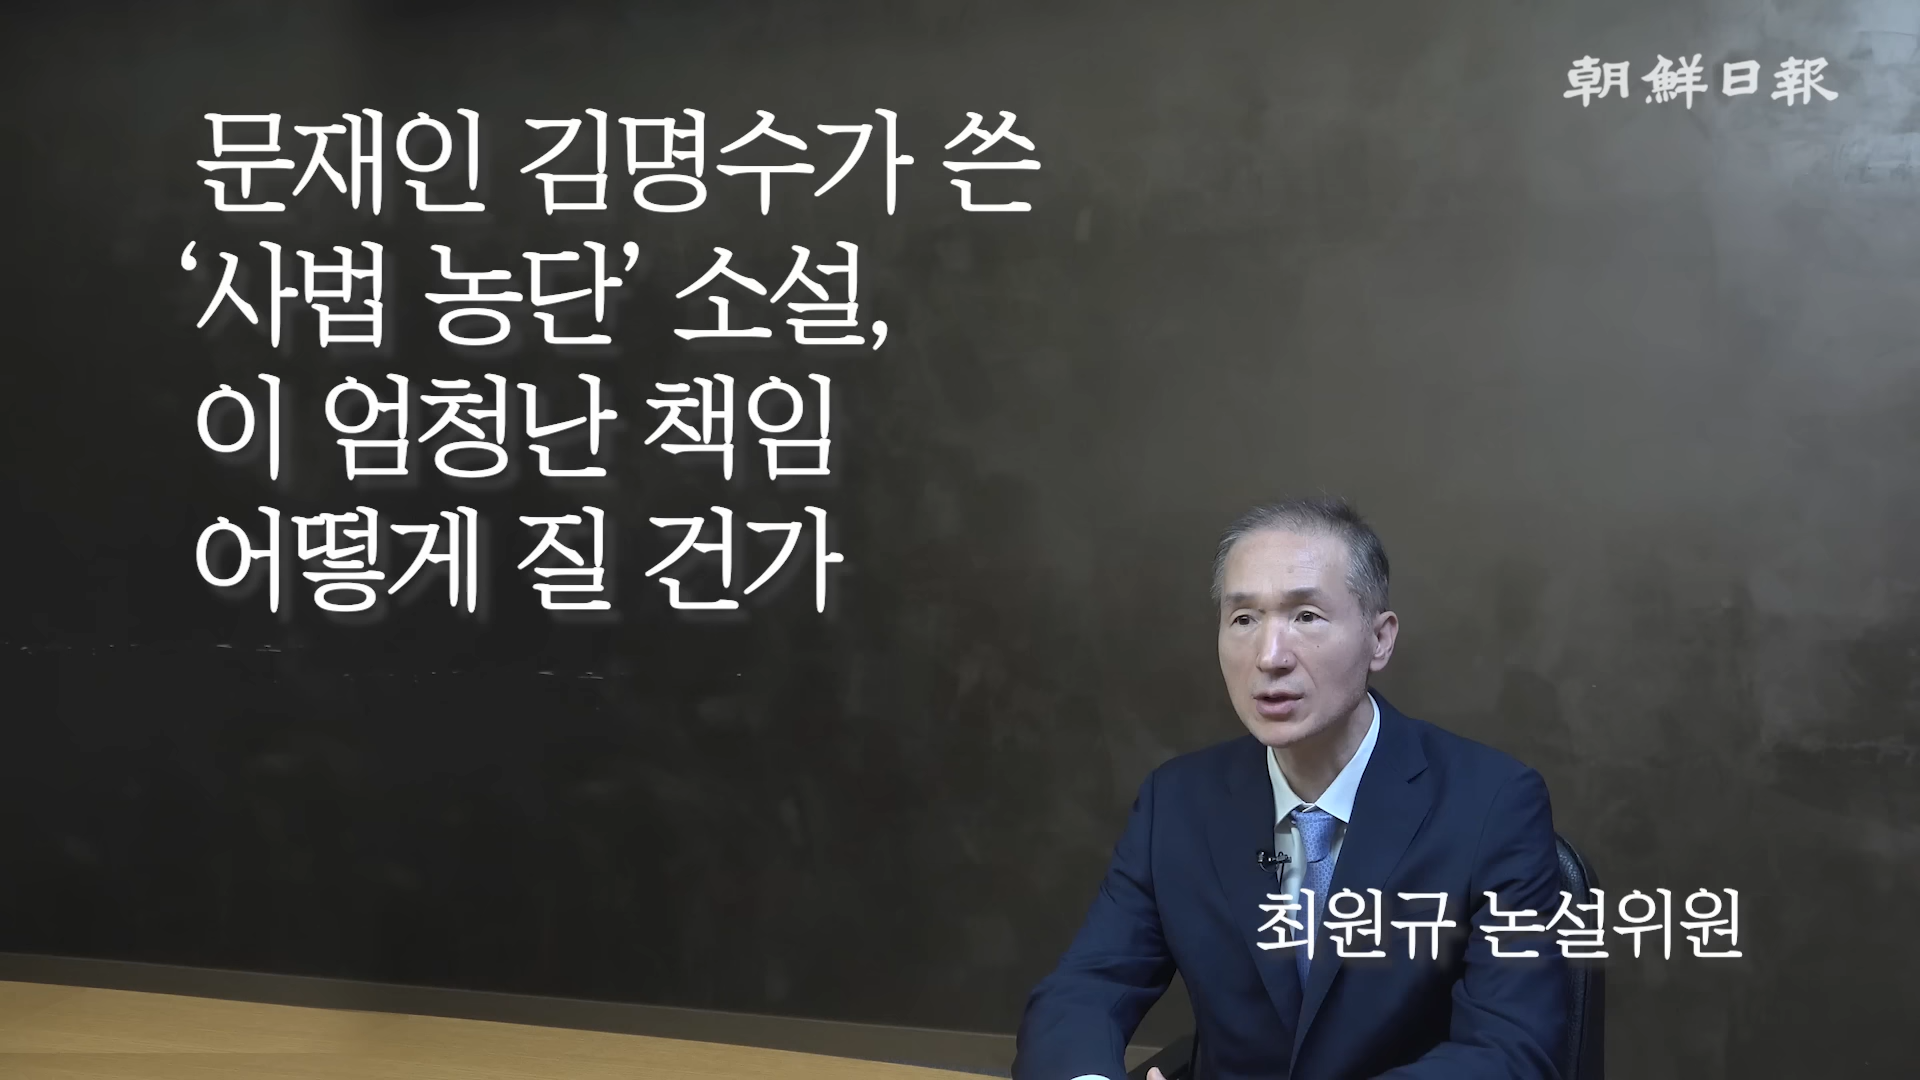 朝鮮日報
문재인 김명수가 쓴
‘사법 농단’ 소설,
이 엄청난 책임
어떻게 질 건가
최원규 논설위원